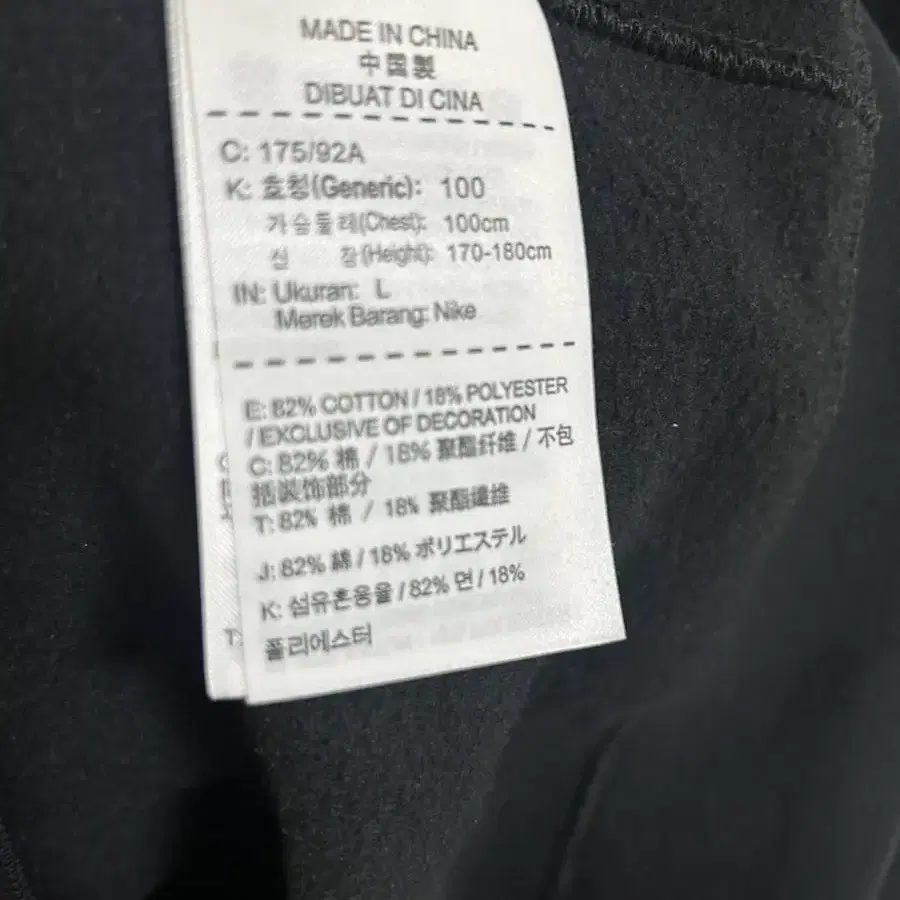 MADE IN CHINA
中国製
DIBUAT DI CINA
C: 175/92A
K: 호칭(Generic): 100
가슴둘레(Chest): 100cm
신 장(Height): 170-180cm
IN: Ukuran: L
Merek Barang: Nike
E: 82% COTTON / 18% POLYESTER
/ EXCLUSIVE OF DECORATION
C: 82% 棉 / 18% 聚酯纤维 / 不包
括装饰部分
T: 82% 棉 / 18% 聚酯纖維
J: 82% 綿 / 18% ポリエステル
K: 섬유혼용율 / 82% 면 / 18%
폴리에스터
T: